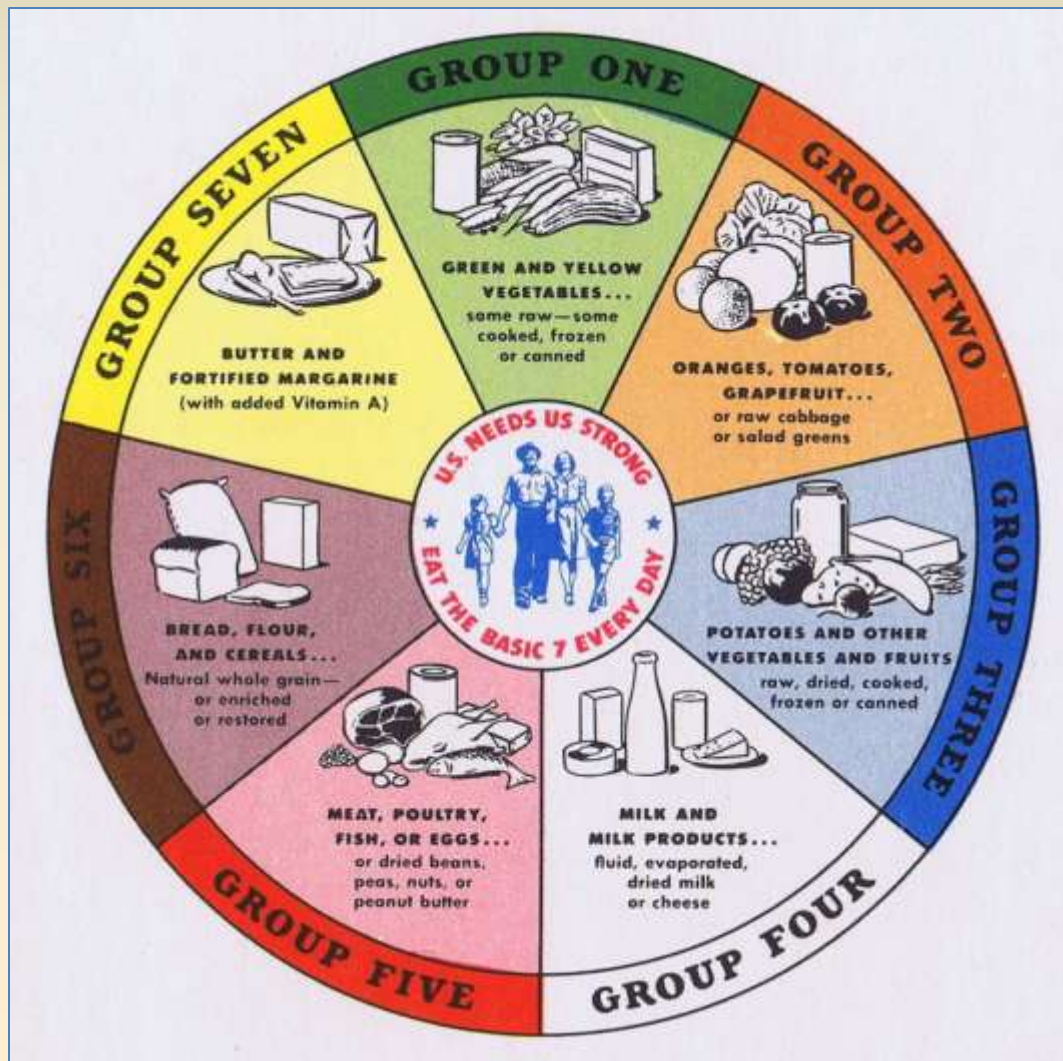 GROUP ONE
GREEN AND YELLOW
VEGETABLES...
some raw—some
cooked, frozen
or canned
GROUP TWO
ORANGES, TOMATOES,
GRAPEFRUIT...
or raw cabbage
or salad greens
GROUP THREE
POTATOES AND OTHER
VEGETABLES AND FRUITS
raw, dried, cooked,
frozen or canned
GROUP FOUR
MILK AND
MILK PRODUCTS...
fluid, evaporated,
dried milk
or cheese
GROUP FIVE
MEAT, POULTRY,
FISH, OR EGGS...
or dried beans,
peas, nuts, or
peanut butter
GROUP SIX
BREAD, FLOUR,
AND CEREALS...
Natural whole grain—
or enriched
or restored
GROUP SEVEN
BUTTER AND
FORTIFIED MARGARINE
(with added Vitamin A)
U.S. NEEDS US STRONG
EAT THE BASIC 7 EVERY DAY